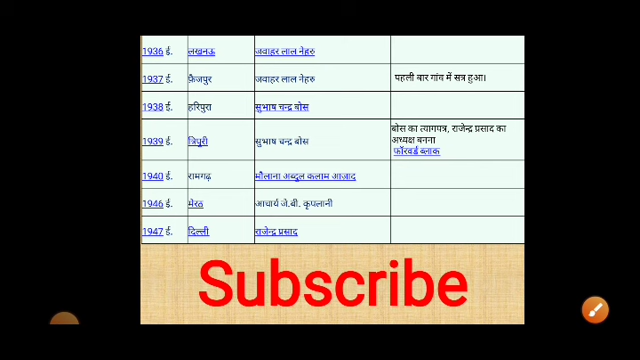 1936 ई. लखनऊ जवाहर लाल नेहरु
1937 ई. फ़ैजपुर जवाहर लाल नेहरु पहली बार गांव में सत्र हुआ।
1938 ई. हरिपुरा सुभाष चन्द्र बोस
1939 ई. त्रिपुरी सुभाष चन्द्र बोस बोस का त्यागपत्र, राजेन्द्र प्रसाद का
अध्यक्ष बनना
फॉरवर्ड ब्लाक
1940 ई. रामगढ़ मौलाना अब्दुल कलाम आजाद
1946 ई. मेरठ आचार्य जे.बी. कृपलानी
1947 ई. दिल्ली राजेन्द्र प्रसाद
Subscribe